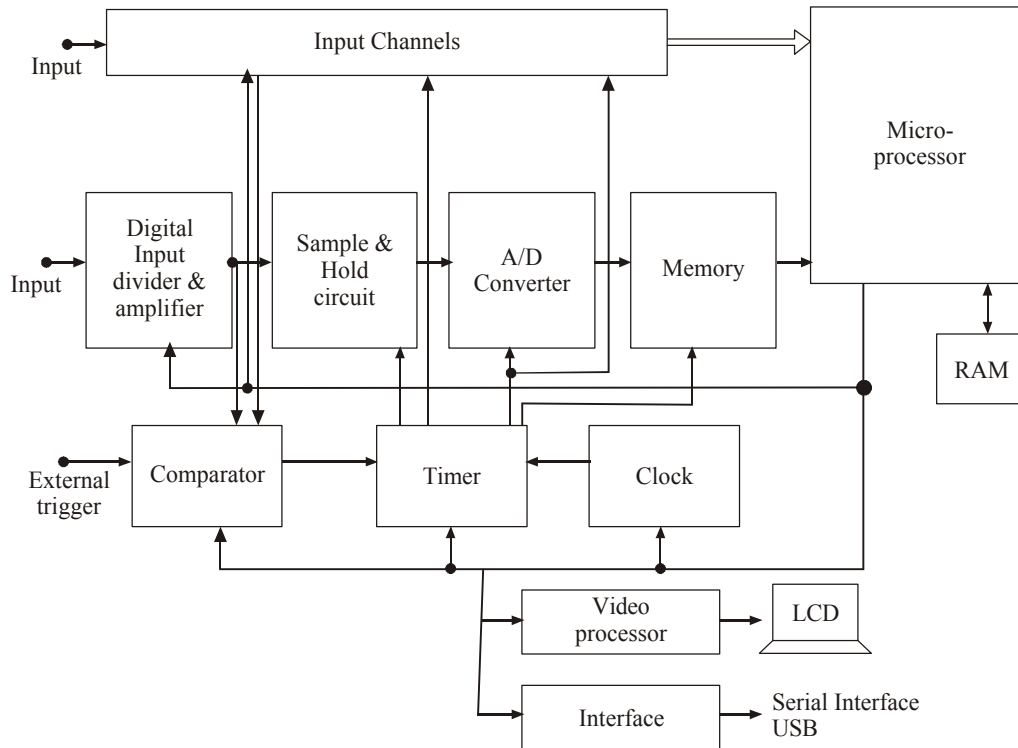 Input Channels
Input
Micro-
processor
Digital
Input
divider &
amplifier
Sample &
Hold
circuit
A/D
Converter
Memory
Input
RAM
Comparator
Timer
Clock
External
trigger
Video
processor
LCD
Interface
Serial Interface
USB